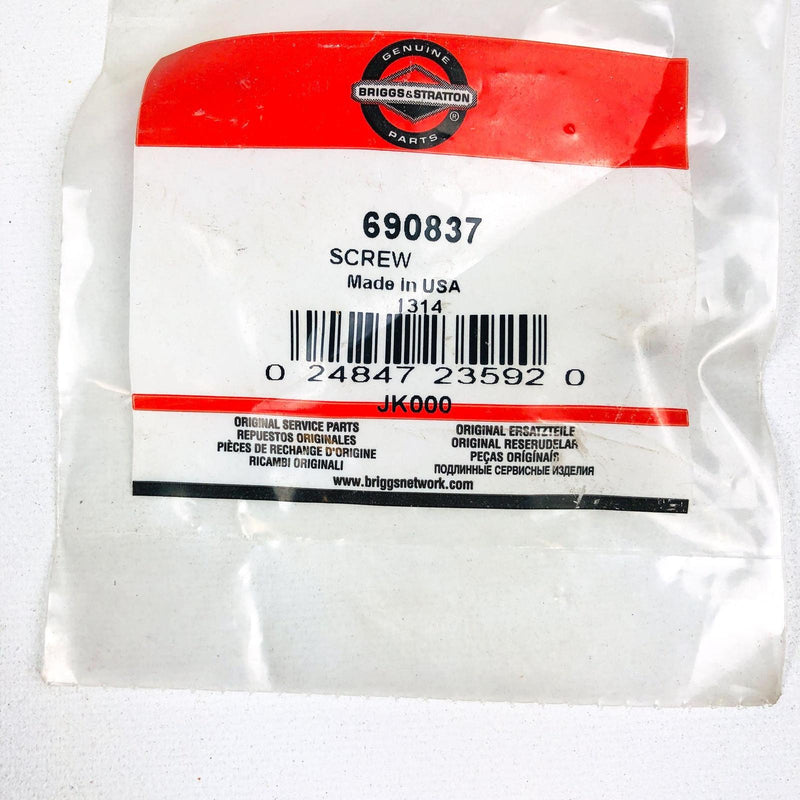 GENUINE
BRIGGS&STRATTON
®
PARTS
690837
SCREW
Made in USA
1314
0 24847 23592 0
JK000
ORIGINAL SERVICE PARTS
REPUESTOS ORIGINALES
PIÈCES DE RECHANGE D'ORIGINE
RICAMBI ORIGINALI
ORIGINAL ERSATZTEILE
ORIGINAL RESERUDELAR
PEÇAS ORIGINAIR
ПОДЛИННЫЕ СЕРВИСНЫЕ ИЗДЕЛИЯ
www.briggsnetwork.com